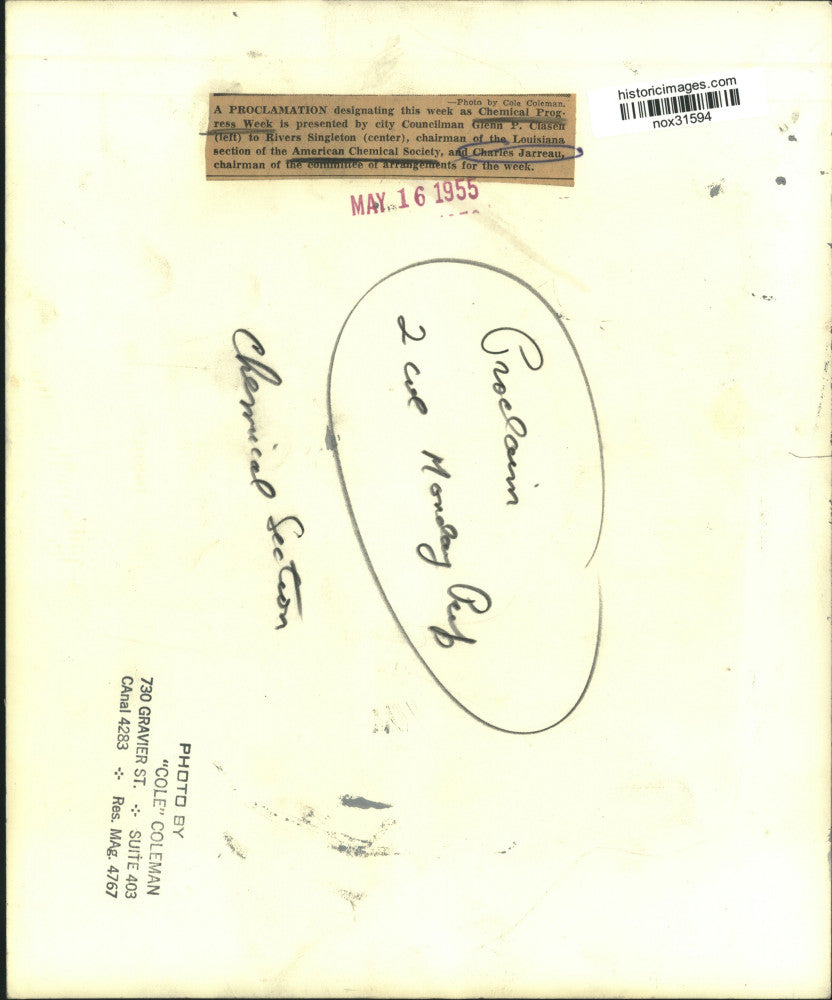 historicimages.com
nox31594
—Photo by Cole Coleman.
A PROCLAMATION designating this week as Chemical Prog-
ress Week is presented by city Councilman Glenn P. Clasen
(left) to Rivers Singleton (center), chairman of the Louisiana
section of the American Chemical Society, and Charles Jarreau,
chairman of the committee of arrangements for the week.
MAY 16 1955
Proclaim
2 col Monday
Chemical Section
PHOTO BY
"COLE" COLEMAN
730 GRAVIER ST. ⁘ SUITE 403
CAnal 4283 ⁘ Res. MAg. 4767